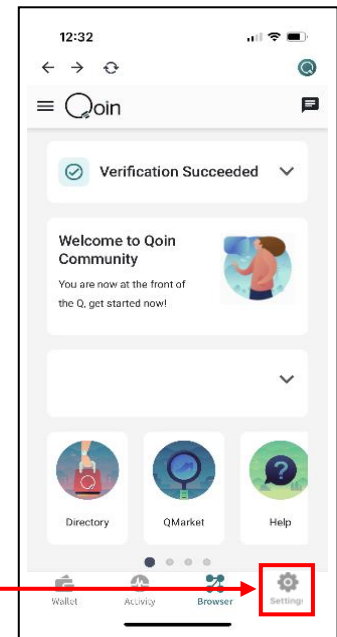 12:32
Qoin
Verification Succeeded
Welcome to Qoin
Community
You are now at the front of
the Q, get started now!
Directory
QMarket
Help
Wallet
Activity
Browser
Settings